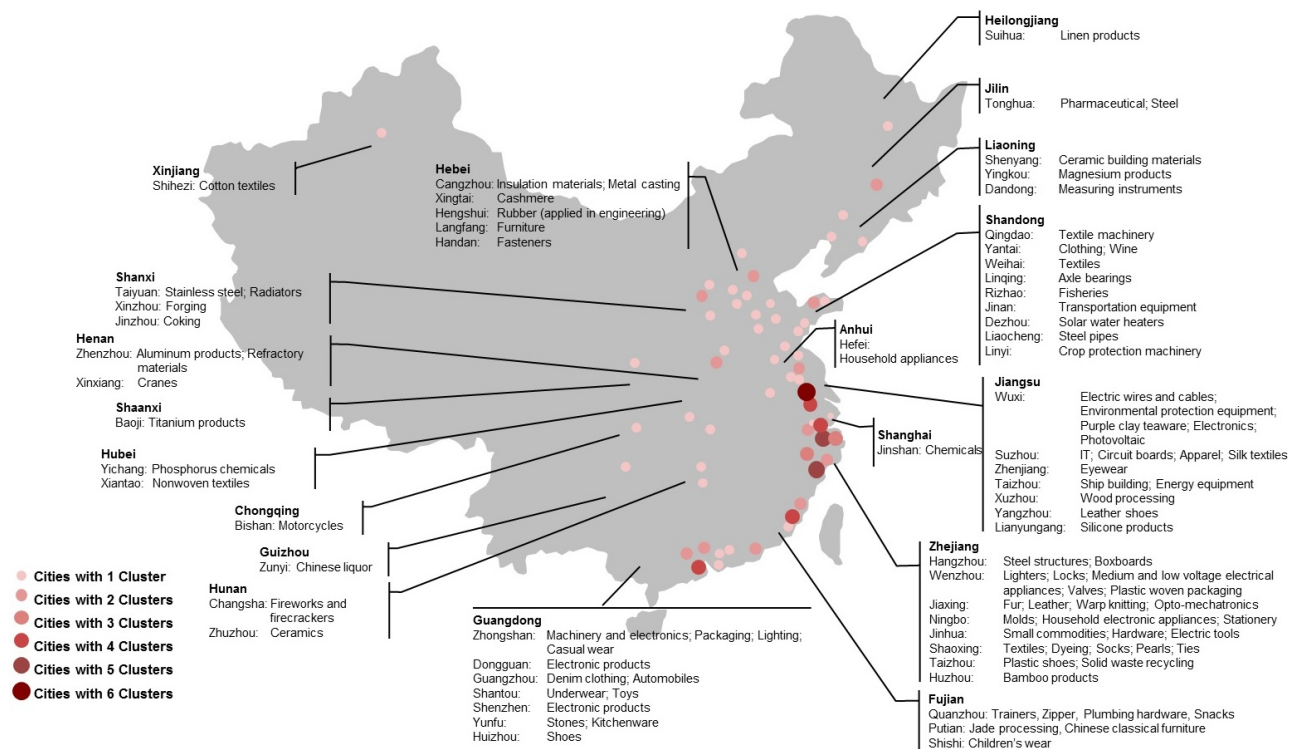 Heilongjiang
Suihua: Linen products
Jilin
Tonghua: Pharmaceutical; Steel
Liaoning
Shenyang: Ceramic building materials
Yingkou: Magnesium products
Dandong: Measuring instruments
Xinjiang
Shihezi: Cotton textiles
Hebei
Cangzhou: Insulation materials; Metal casting
Xingtai: Cashmere
Hengshui: Rubber (applied in engineering)
Langfang: Furniture
Handan: Fasteners
Shandong
Qingdao: Textile machinery
Yantai: Clothing; Wine
Weihai: Textiles
Linqing: Axle bearings
Rizhao: Fisheries
Jinan: Transportation equipment
Dezhou: Solar water heaters
Liaocheng: Steel pipes
Linyi: Crop protection machinery
Shanxi
Taiyuan: Stainless steel; Radiators
Xinzhou: Forging
Jinzhou: Coking
Henan
Zhenzhou: Aluminum products; Refractory
materials
Xinxiang: Cranes
Anhui
Hefei:
Household appliances
Shaanxi
Baoji: Titanium products
Jiangsu
Wuxi: Electric wires and cables;
Environmental protection equipment;
Purple clay teaware; Electronics;
Photovoltaic
Suzhou: IT; Circuit boards; Apparel; Silk textiles
Zhenjiang: Eyewear
Taizhou: Ship building; Energy equipment
Xuzhou: Wood processing
Yangzhou: Leather shoes
Lianyungang: Silicone products
Shanghai
Jinshan: Chemicals
Hubei
Yichang: Phosphorus chemicals
Xiantao: Nonwoven textiles
Chongqing
Bishan: Motorcycles
Guizhou
Zunyi: Chinese liquor
Hunan
Changsha: Fireworks and
firecrackers
Zhuzhou: Ceramics
Zhejiang
Hangzhou: Steel structures; Boxboards
Wenzhou: Lighters; Locks; Medium and low voltage electrical
appliances; Valves; Plastic woven packaging
Jiaxing: Fur; Leather; Warp knitting; Opto-mechatronics
Ningbo: Molds; Household electronic appliances; Stationery
Jinhua: Small commodities; Hardware; Electric tools
Shaoxing: Textiles; Dyeing; Socks; Pearls; Ties
Taizhou: Plastic shoes; Solid waste recycling
Huzhou: Bamboo products
Cities with 1 Cluster
Cities with 2 Clusters
Cities with 3 Clusters
Cities with 4 Clusters
Cities with 5 Clusters
Cities with 6 Clusters
Guangdong
Zhongshan: Machinery and electronics; Packaging; Lighting;
Casual wear
Dongguan: Electronic products
Guangzhou: Denim clothing; Automobiles
Shantou: Underwear; Toys
Shenzhen: Electronic products
Yunfu: Stones; Kitchenware
Huizhou: Shoes
Fujian
Quanzhou: Trainers, Zipper, Plumbing hardware, Snacks
Putian: Jade processing, Chinese classical furniture
Shishi: Children's wear